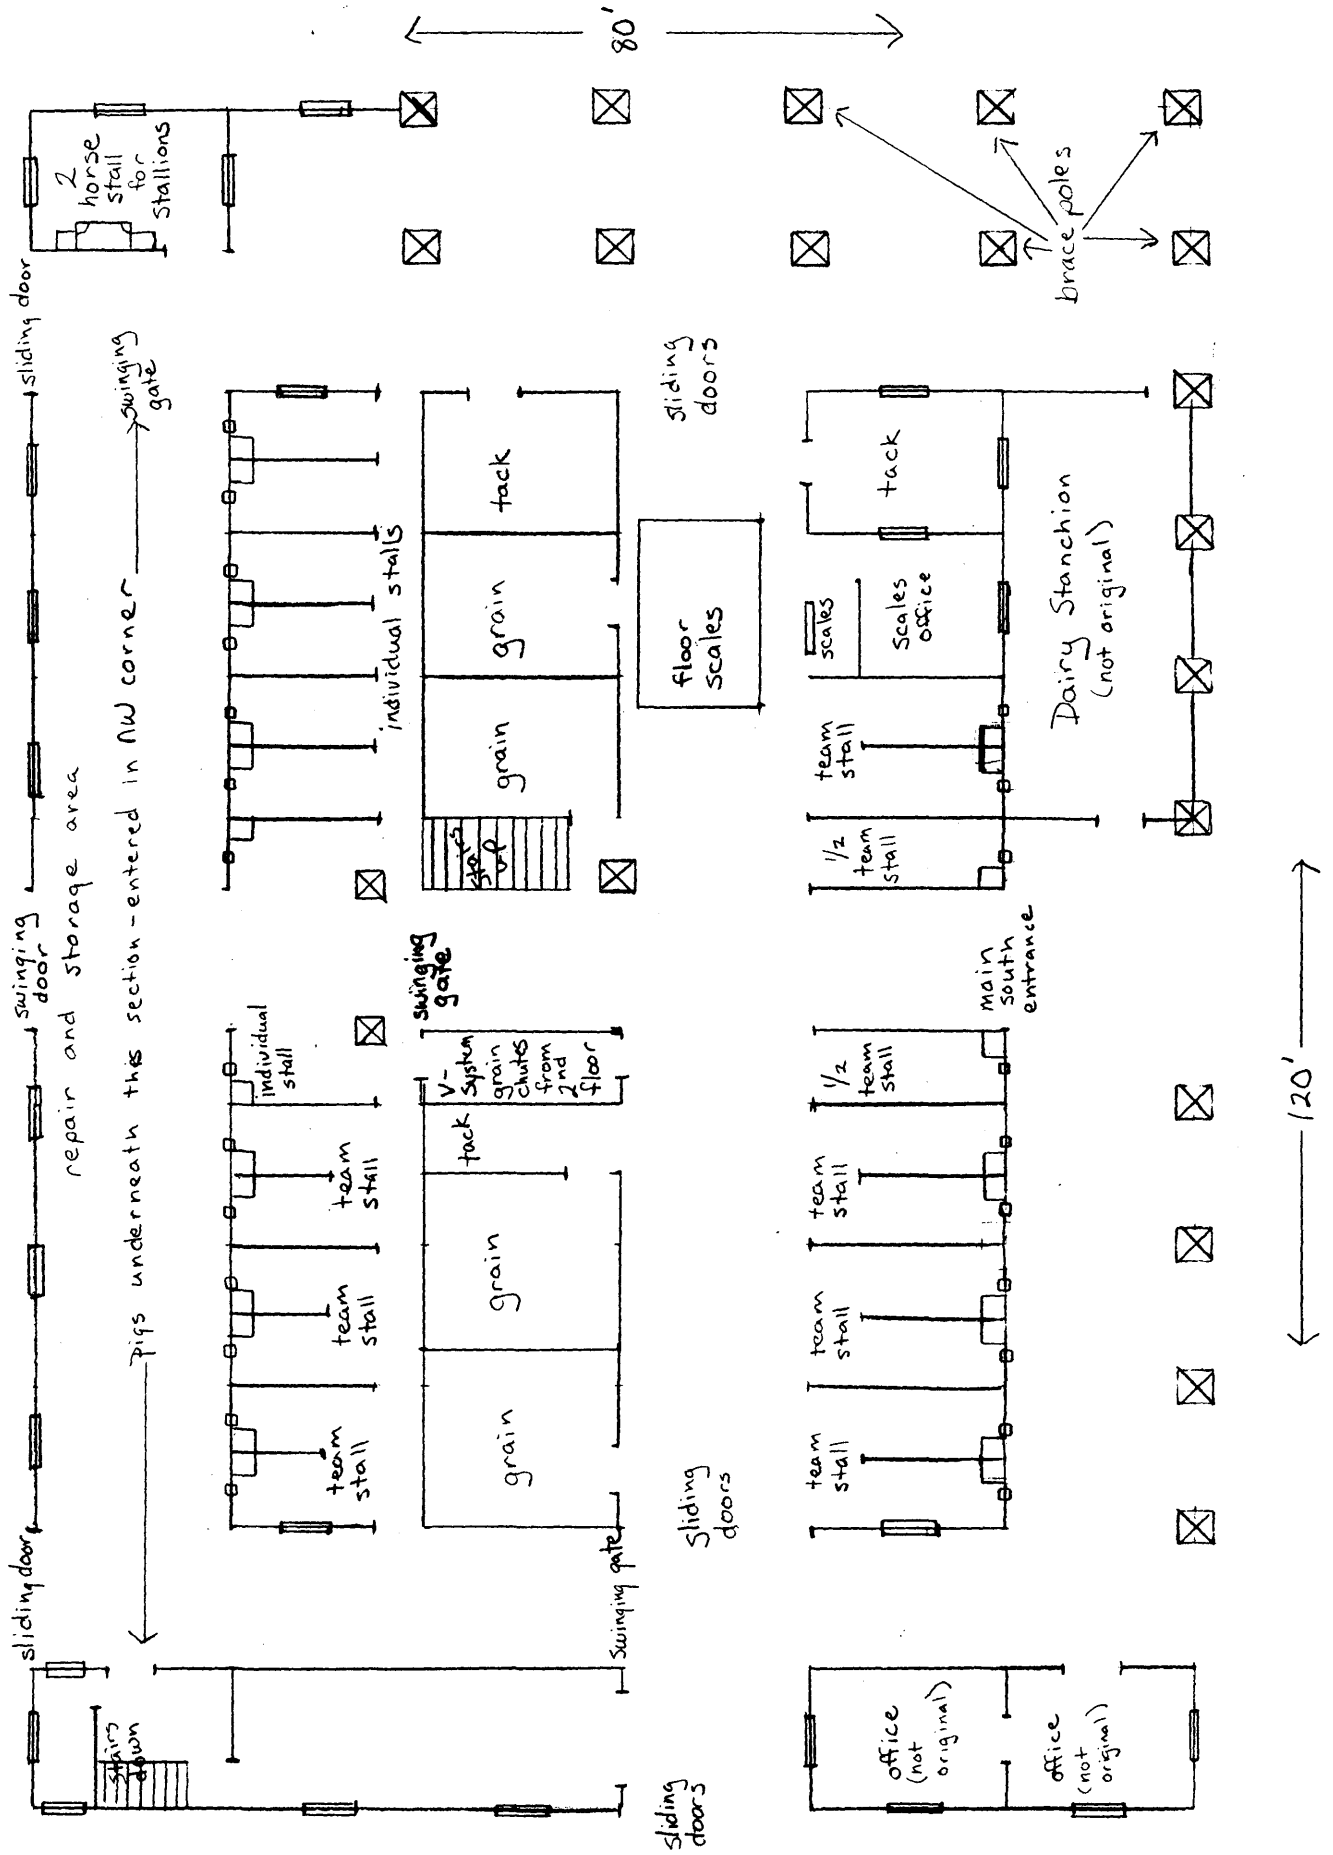 sliding door
swinging
door
sliding door
repair and storage area
pigs underneath this section - entered in NW corner
swinging
gate
2
horse
stall
for
stallions
80'
stairs
down
team
stall
team
stall
team
stall
individual
stall
individual stalls
swinging
gate
grain
grain
tack
V-
System
grain
chutes
from
2nd
floor
stairs
up
grain
grain
tack
swinging gate
sliding
doors
sliding
doors
floor
scales
sliding
doors
team
stall
team
stall
team
stall
1/2
team
stall
1/2
team
stall
team
stall
scales
scales
office
tack
office
(not
original)
office
(not
original)
main
south
entrance
Dairy Stanchion
(not original)
brace poles
120'